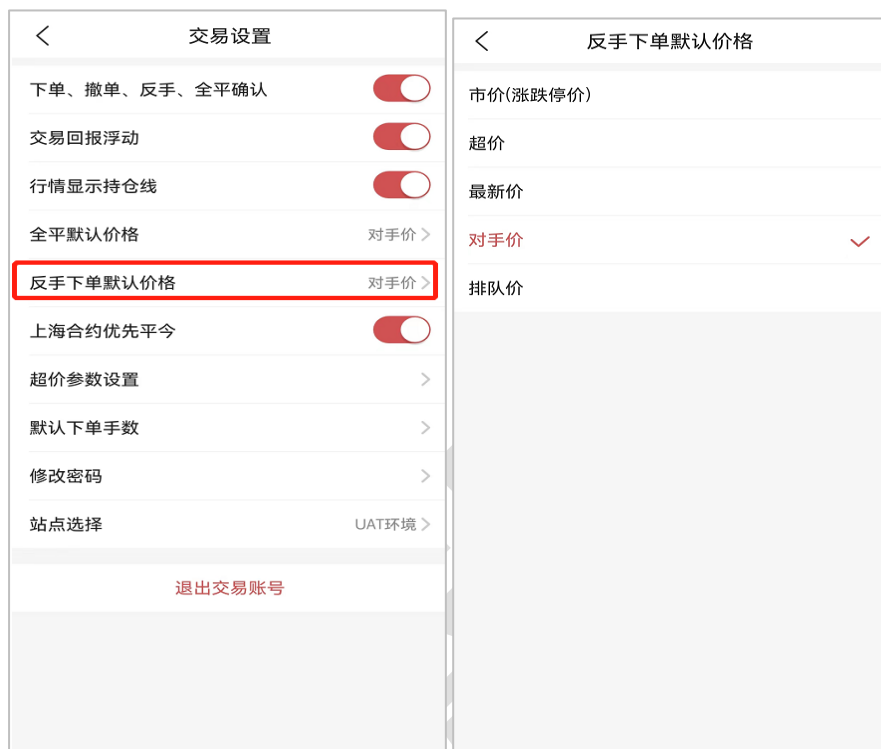 交易设置
下单、撤单、反手、全平确认
交易回报浮动
行情显示持仓线
全平默认价格 对手价
反手下单默认价格 对手价
上海合约优先平今
超价参数设置
默认下单手数
修改密码
站点选择 UAT环境
退出交易账号
反手下单默认价格
市价(涨跌停价)
超价
最新价
对手价
排队价